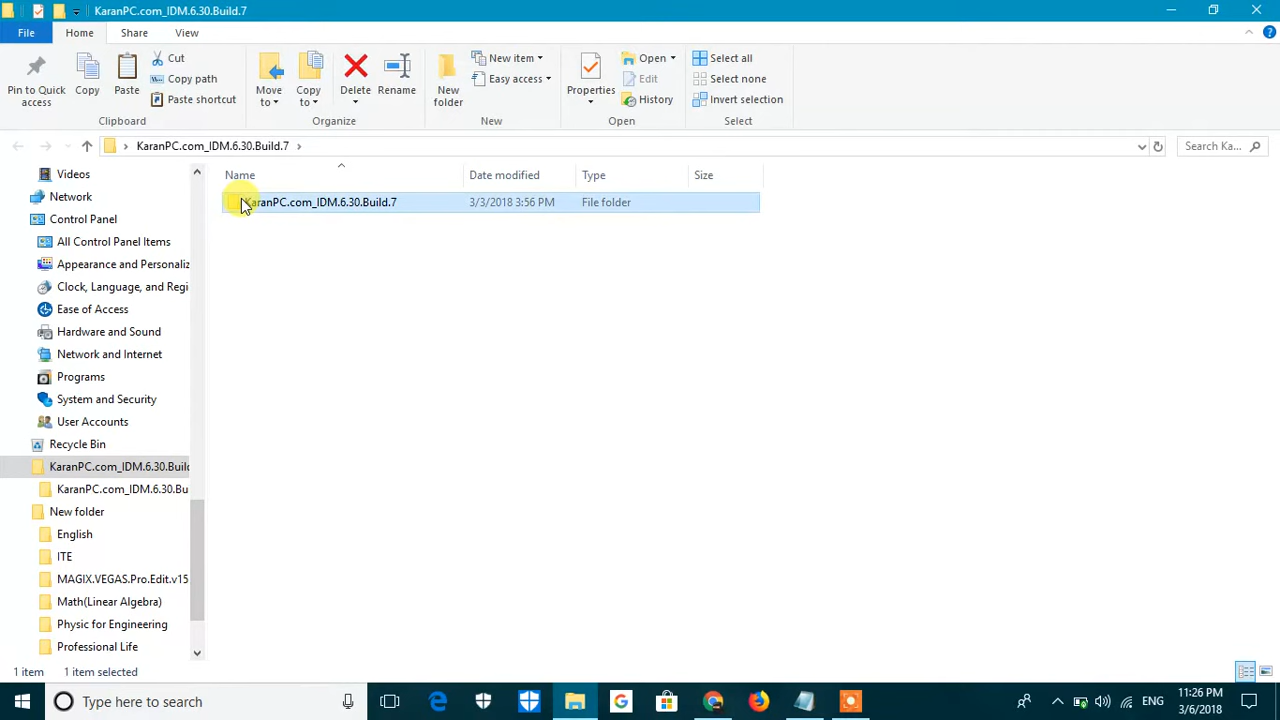 KaranPC.com_IDM.6.30.Build.7
File
Home
Share
View
Pin to Quick access
Copy
Paste
Cut
Copy path
Paste shortcut
Clipboard
Move to
Copy to
Delete
Rename
Organize
New folder
New item
Easy access
New
Properties
Open
Edit
History
Open
Select all
Select none
Invert selection
Select
KaranPC.com_IDM.6.30.Build.7
Search Ka...
Name
Date modified
Type
Size
KaranPC.com_IDM.6.30.Build.7
3/3/2018 3:56 PM
File folder
Videos
Network
Control Panel
All Control Panel Items
Appearance and Personaliz
Clock, Language, and Regi
Ease of Access
Hardware and Sound
Network and Internet
Programs
System and Security
User Accounts
Recycle Bin
KaranPC.com_IDM.6.30.Build
KaranPC.com_IDM.6.30.Bu
New folder
English
ITE
MAGIX.VEGAS.Pro.Edit.v15
Math(Linear Algebra)
Physic for Engineering
Professional Life
1 item
1 item selected
Type here to search
ENG
11:26 PM
3/6/2018